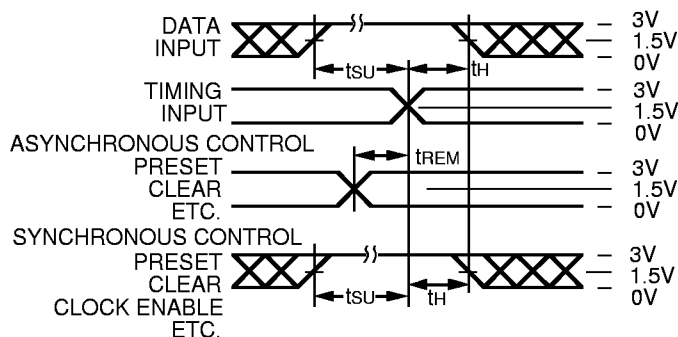 DATA INPUT
3V
1.5V
0V
tSU
tH
TIMING INPUT
3V
1.5V
0V
ASYNCHRONOUS CONTROL
tREM
PRESET
CLEAR
ETC.
3V
1.5V
0V
SYNCHRONOUS CONTROL
PRESET
CLEAR
CLOCK ENABLE
ETC.
3V
1.5V
0V
tSU
tH